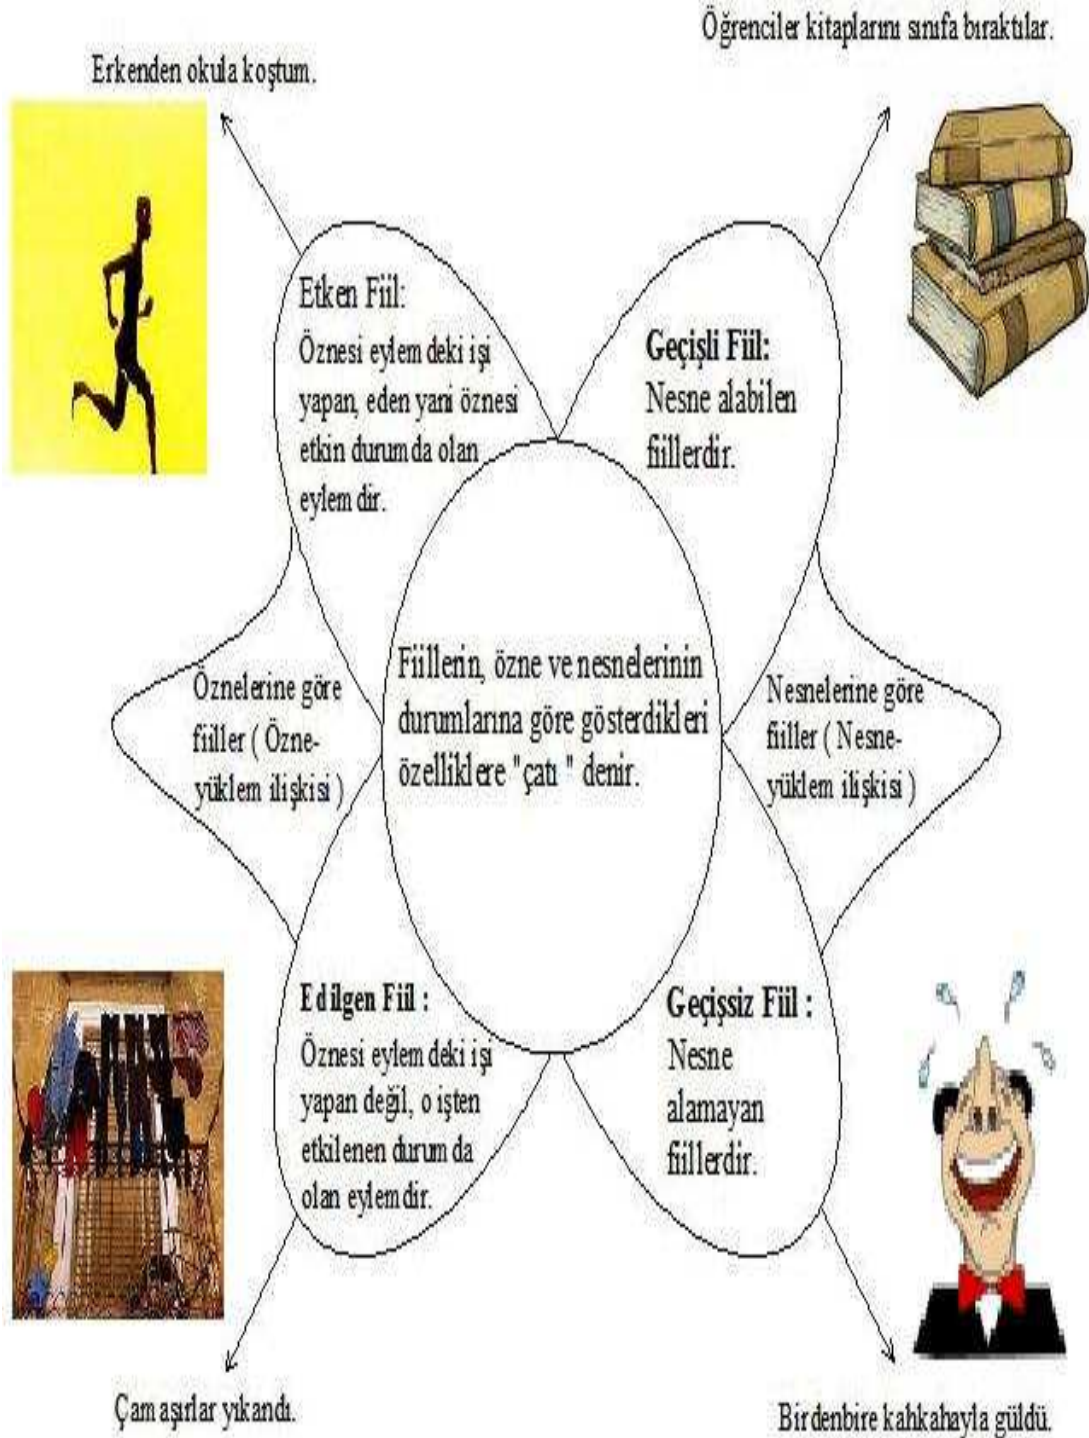 Öğrenciler kitaplarını sınıfa bıraktılar.
Erkenden okula koştum.
Etken Fiil:
Öznesi eylemdeki işi
yapan, eden yani öznesi
etkin durumda olan
eylemdir.
Geçişli Fiil:
Nesne alabilen
fiillerdir.
Öznelerine göre
fiiller ( Özne-
yüklem ilişkisi )
Fiillerin, özne ve nesnelerinin
durumlarına göre gösterdikleri
özelliklere "çatı " denir.
Nesnelerine göre
fiiller ( Nesne-
yüklem ilişkisi )
Edilgen Fiil :
Öznesi eylemdeki işi
yapan değil, o işten
etkilenen durumda
olan eylemdir.
Geçişsiz Fiil :
Nesne
alamayan
fiillerdir.
Çamaşırlar yıkandı.
Birdenbire kahkahayla güldü.